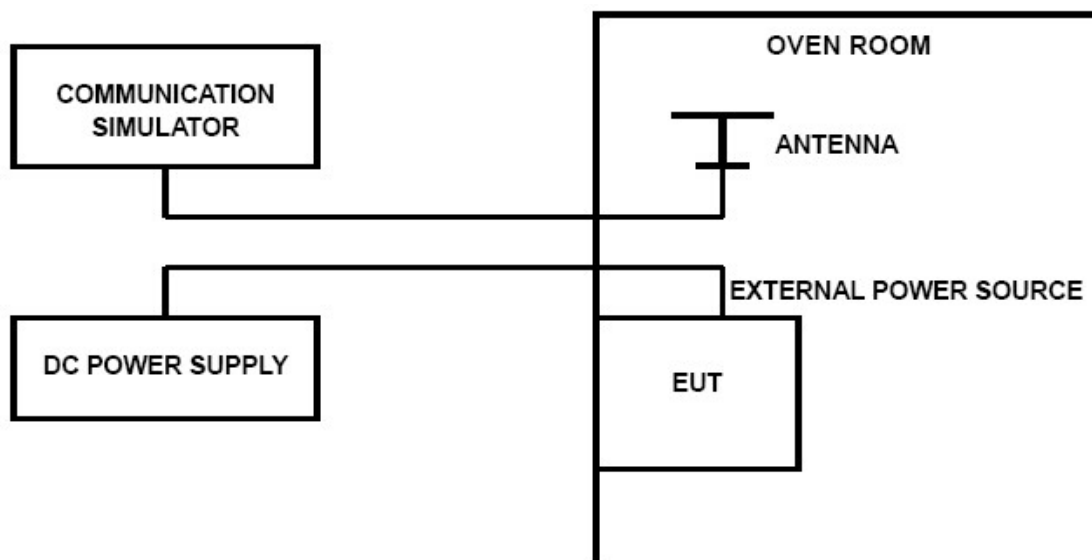 OVEN ROOM
COMMUNICATION
SIMULATOR
ANTENNA
EXTERNAL POWER SOURCE
DC POWER SUPPLY
EUT